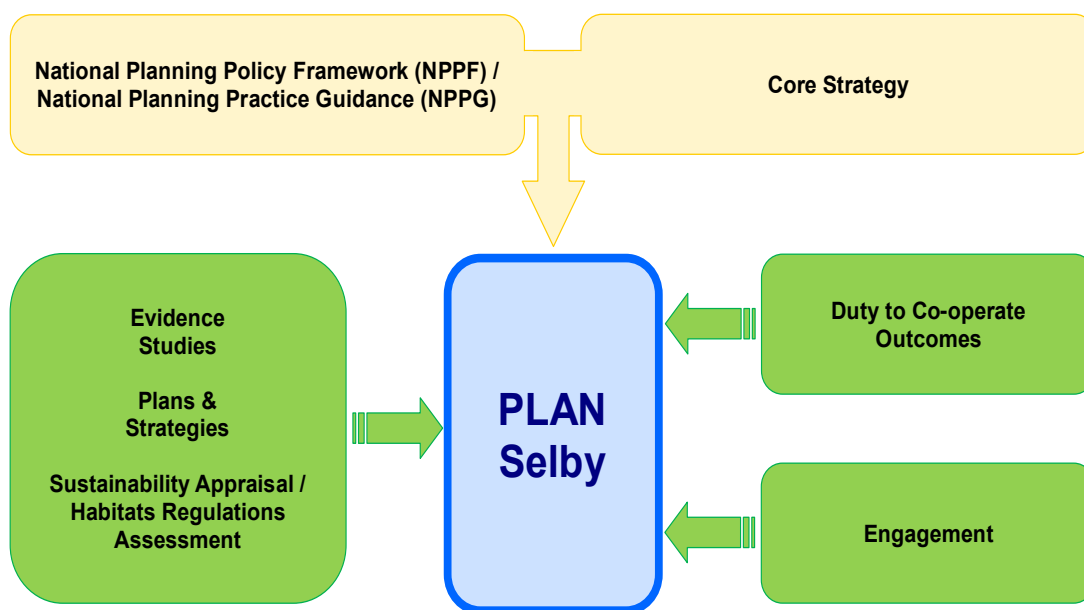 National Planning Policy Framework (NPPF) /
National Planning Practice Guidance (NPPG)
Core Strategy
Evidence
Studies
Plans &
Strategies
Sustainability Appraisal /
Habitats Regulations
Assessment
PLAN
Selby
Duty to Co-operate
Outcomes
Engagement